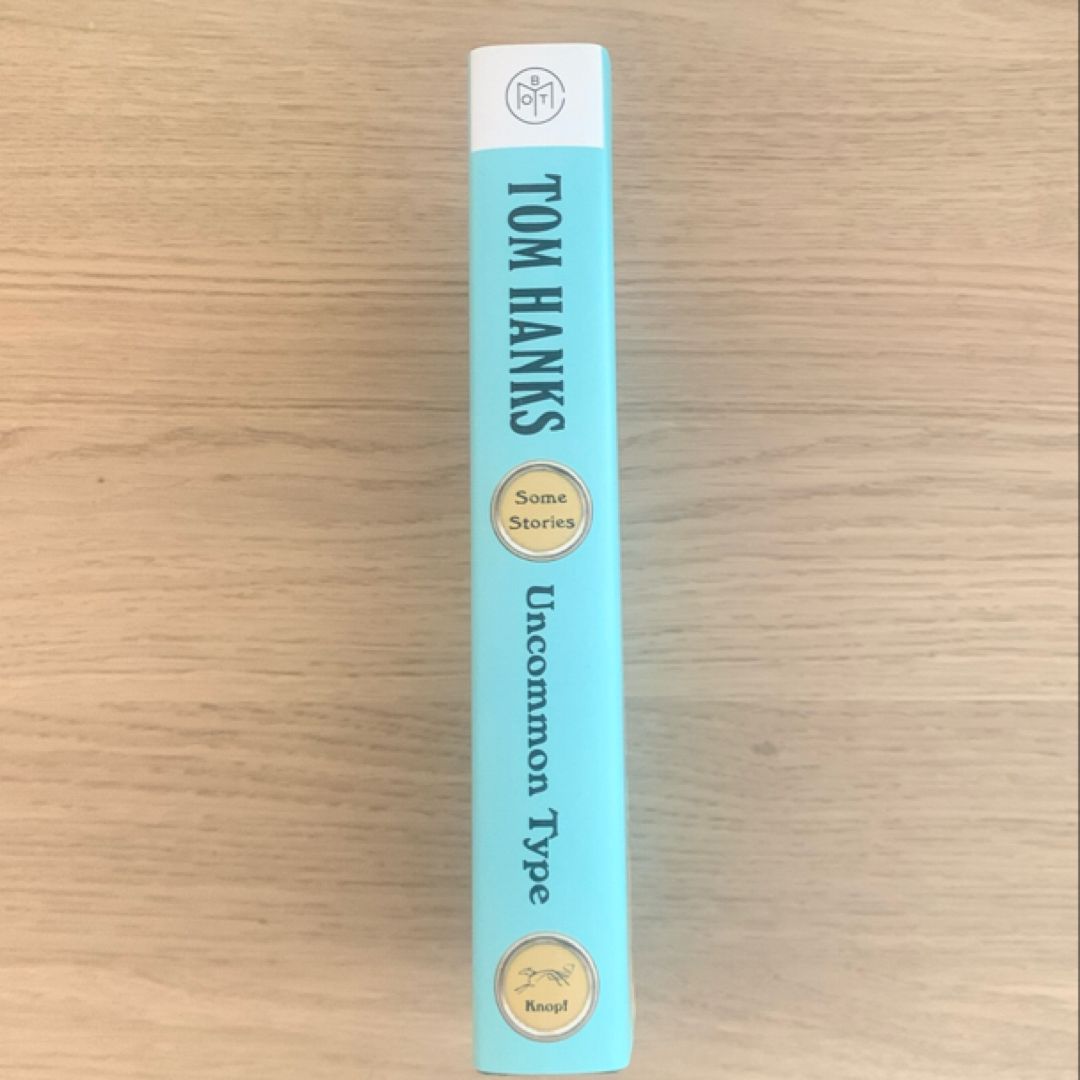 BOTM
TOM HANKS
Some
Stories
Uncommon Type
Knopf